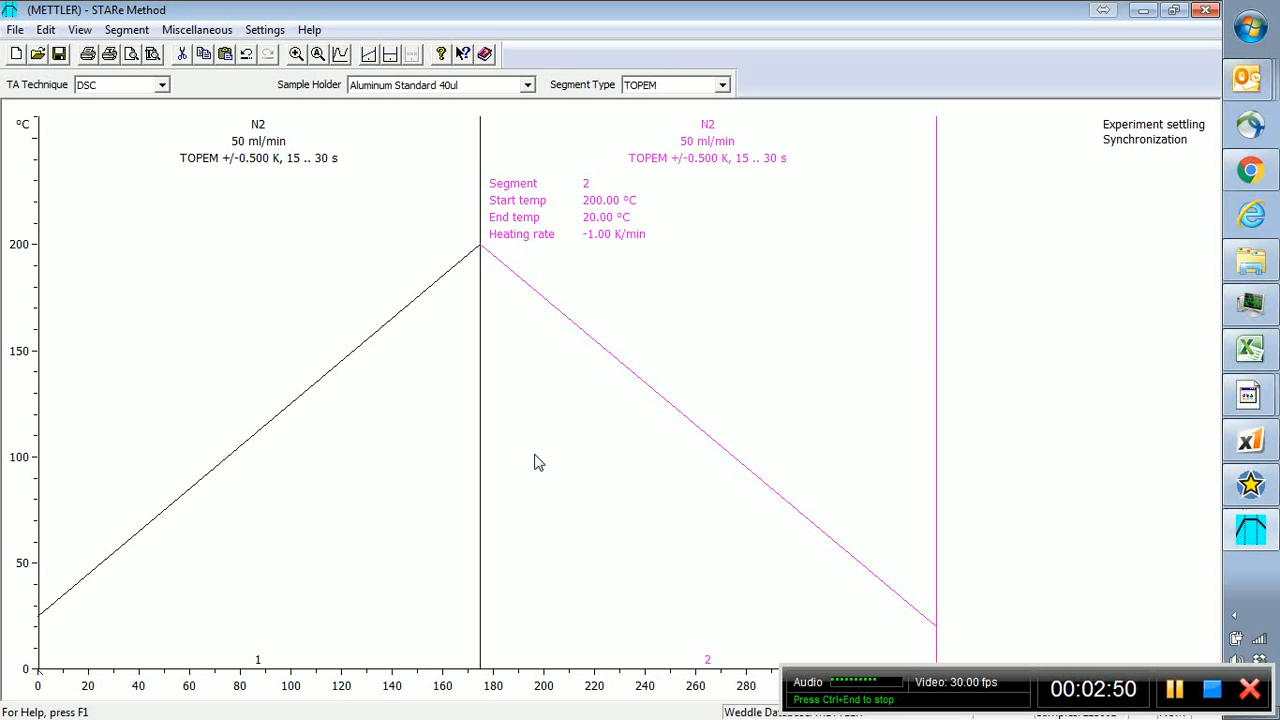 (METTLER) - STARe Method
File Edit View Segment Miscellaneous Settings Help
TA Technique DSC Sample Holder Aluminum Standard 40ul Segment Type TOPEM
°C
N2
50 ml/min
TOPEM +/-0.500 K, 15 .. 30 s
N2
50 ml/min
TOPEM +/-0.500 K, 15 .. 30 s
Experiment settling
Synchronization
Segment 2
Start temp 200.00 °C
End temp 20.00 °C
Heating rate -1.00 K/min
200
150
100
50
0
1 2
0 20 40 60 80 100 120 140 160 180 200 220 240 260 280
Audio Video: 30.00 fps
Press Ctrl+End to stop
00:02:50
For Help, press F1